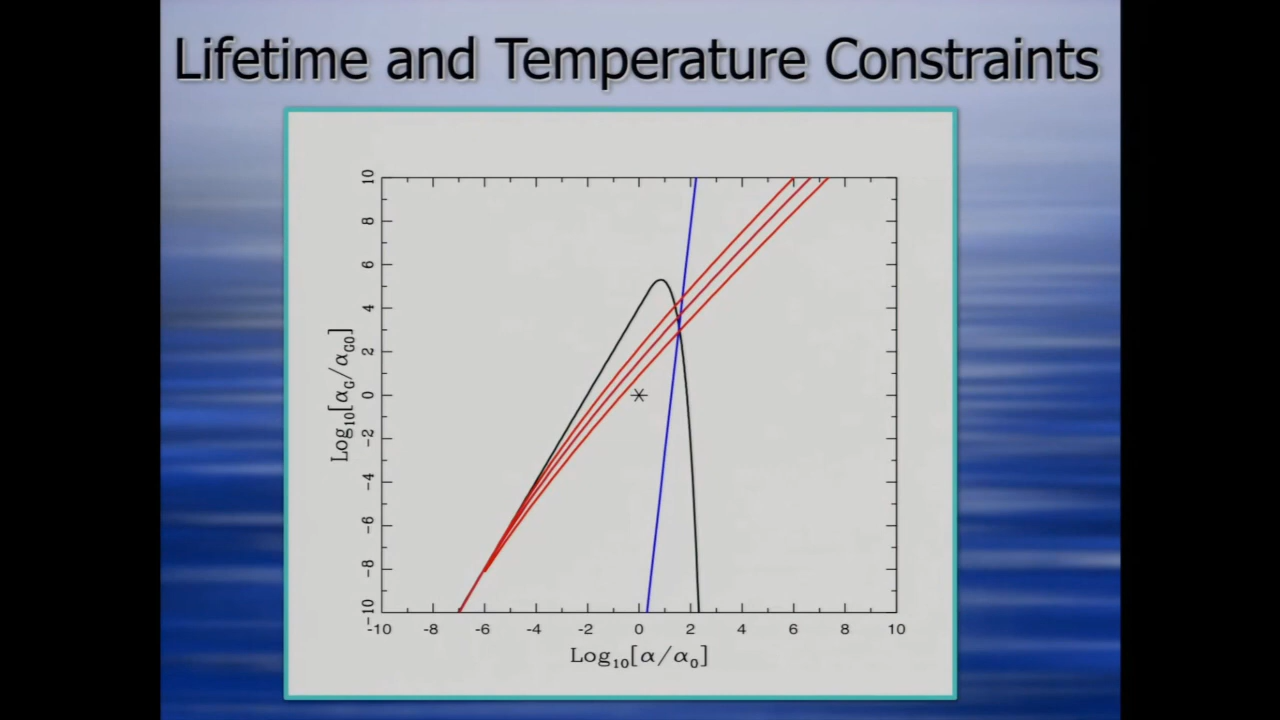 Lifetime and Temperature Constraints
10
8
6
4
2
0
-2
-4
-6
-8
-10
Log10[αG/αG0]
-10 -8 -6 -4 -2 0 2 4 6 8 10
Log10[α/α0]